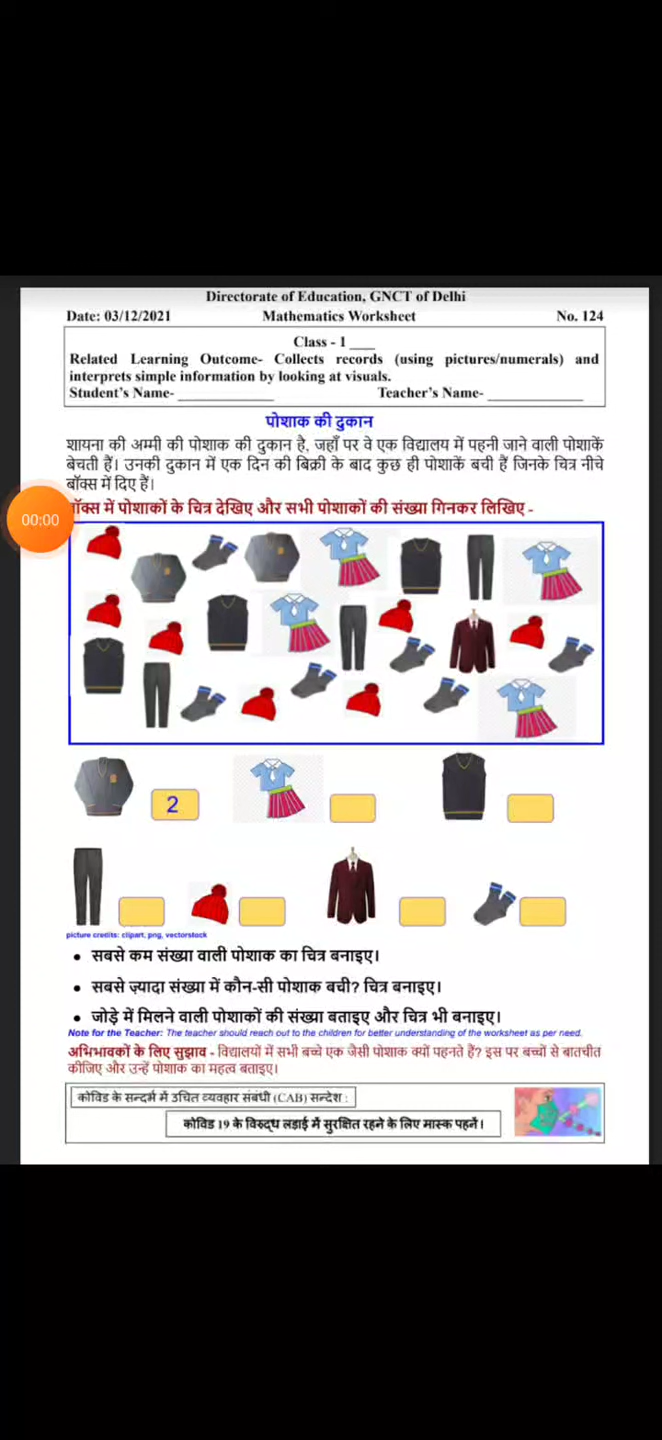 Directorate of Education, GNCT of Delhi
Date: 03/12/2021 Mathematics Worksheet No. 124
Class - 1 ____
Related Learning Outcome- Collects records (using pictures/numerals) and
interprets simple information by looking at visuals.
Student's Name- ______________ Teacher's Name- ______________
पोशाक की दुकान
शायना की अम्मी की पोशाक की दुकान है, जहाँ पर वे एक विद्यालय में पहनी जाने वाली पोशाकें
बेचती हैं। उनकी दुकान में एक दिन की बिक्री के बाद कुछ ही पोशाकें बची हैं जिनके चित्र नीचे
बॉक्स में दिए हैं।
में पोशाकों के चित्र देखिए और सभी पोशाकों की संख्या गिनकर लिखिए -
00:00
2
picture credits: clipart, png, vectorstock
• सबसे कम संख्या वाली पोशाक का चित्र बनाइए।
• सबसे ज़्यादा संख्या में कौन-सी पोशाक बची? चित्र बनाइए।
• जोड़े में मिलने वाली पोशाकों की संख्या बताइए और चित्र भी बनाइए।
Note for the Teacher: The teacher should reach out to the children for better understanding of the worksheet as per need.
अभिभावकों के लिए सुझाव - विद्यालयों में सभी बच्चे एक जैसी पोशाक क्यों पहनते हैं? इस पर बच्चों से बातचीत
कीजिए और उन्हें पोशाक का महत्व बताइए।
कोविड के सन्दर्भ में उचित व्यवहार संबंधी (CAB) सन्देश :
कोविड 19 के विरुद्ध लड़ाई में सुरक्षित रहने के लिए मास्क पहनें।